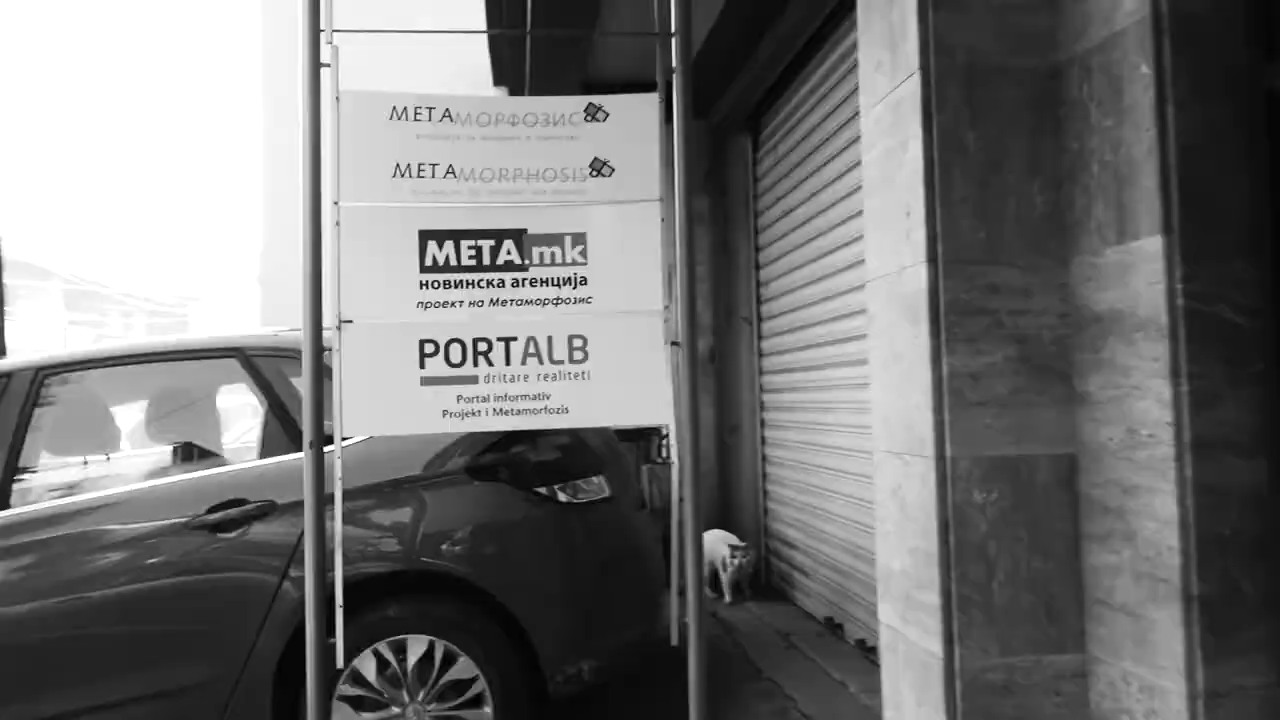 МЕТАМОРФОЗИС
METAMORPHOSIS
META.mk
новинска агенција
проект на Метаморфозис
PORTALB
dritare realiteti
Portal informativ
Projekt i Metamorfozis